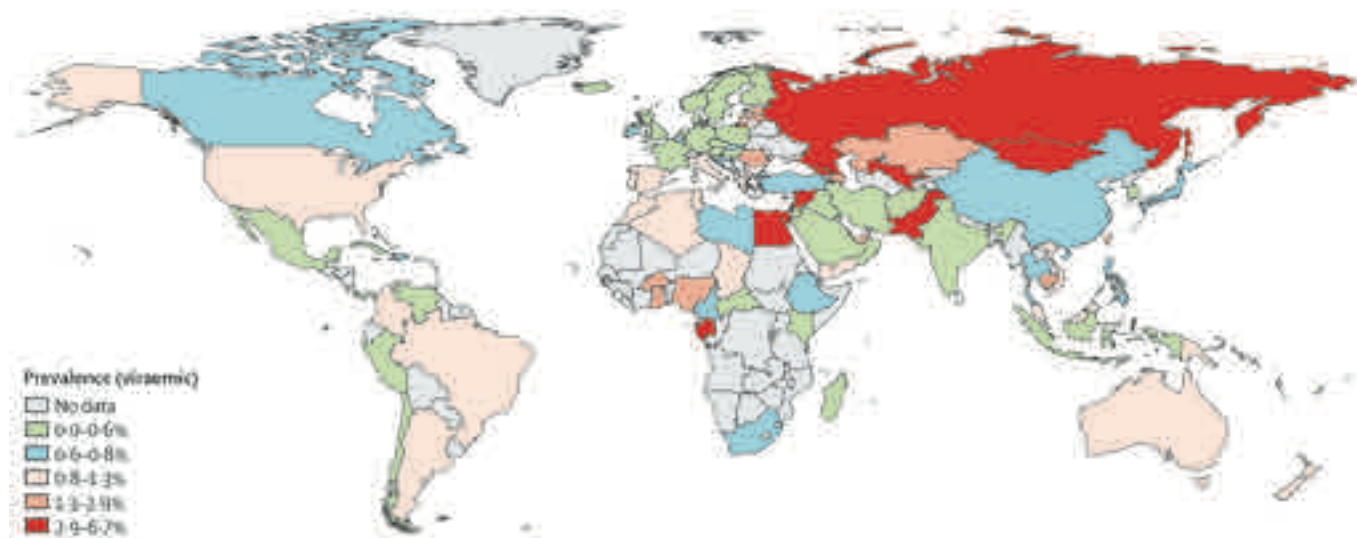 Prevalence (viraemic)
No data
0·0–0·6%
0·6–0·8%
0·8–1·3%
1·3–2·9%
2·9–6·7%